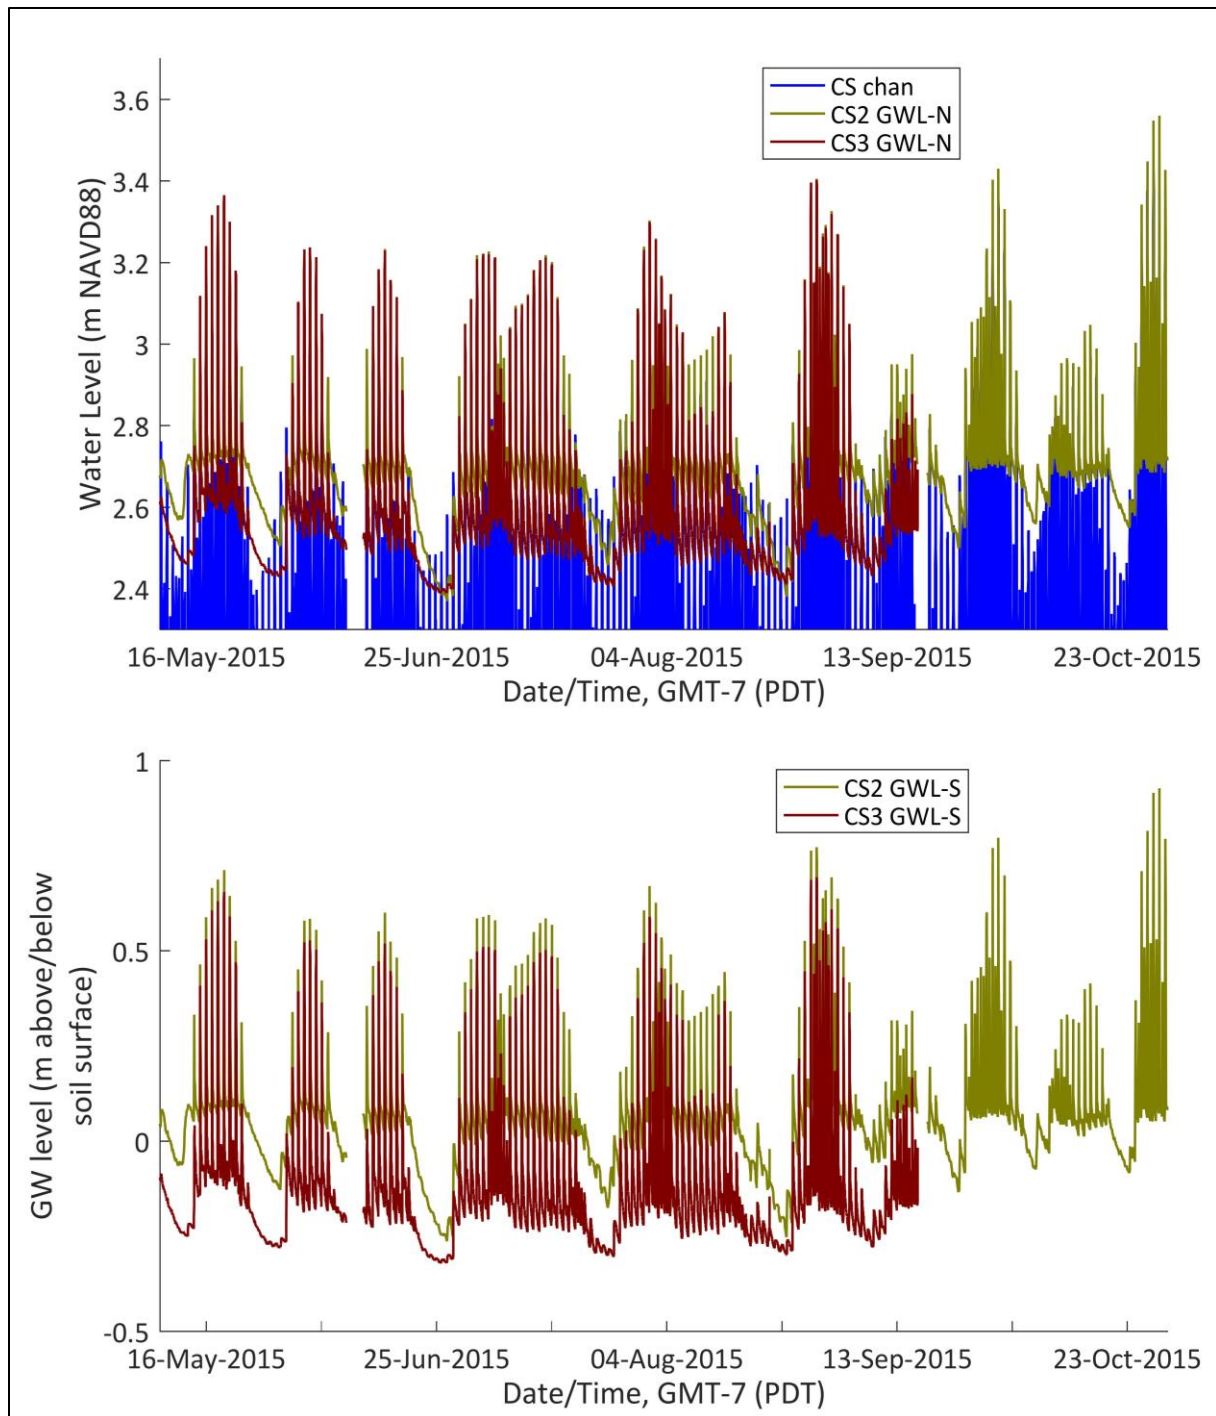 CS chan
CS2 GWL-N
CS3 GWL-N
Water Level (m NAVD88)
3.6
3.4
3.2
3
2.8
2.6
2.4
16-May-2015
25-Jun-2015
04-Aug-2015
13-Sep-2015
23-Oct-2015
Date/Time, GMT-7 (PDT)
CS2 GWL-S
CS3 GWL-S
GW level (m above/below
soil surface)
1
0.5
0
-0.5
16-May-2015
25-Jun-2015
04-Aug-2015
13-Sep-2015
23-Oct-2015
Date/Time, GMT-7 (PDT)